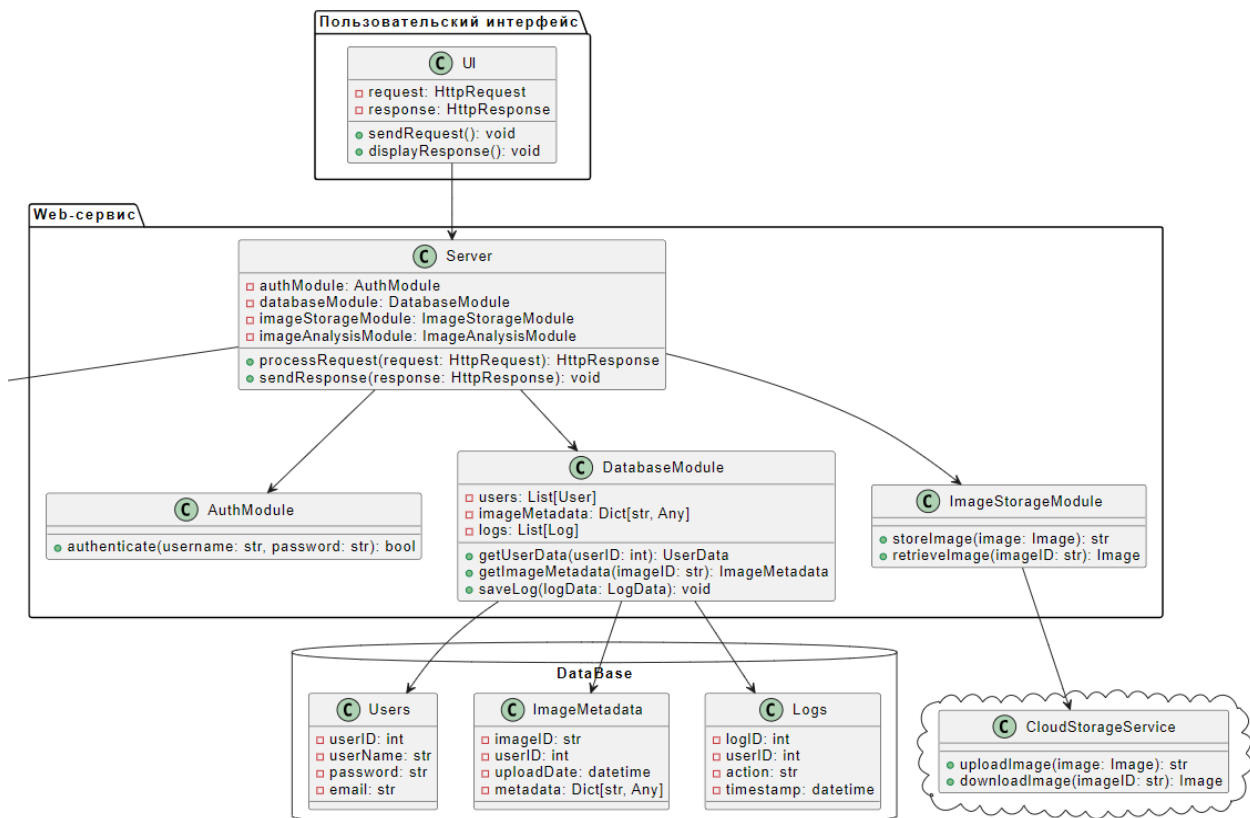 Пользовательский интерфейс
C UI
request: HttpRequest
response: HttpResponse
sendRequest(): void
displayResponse(): void
Web-сервис
C Server
authModule: AuthModule
databaseModule: DatabaseModule
imageStorageModule: ImageStorageModule
imageAnalysisModule: ImageAnalysisModule
processRequest(request: HttpRequest): HttpResponse
sendResponse(response: HttpResponse): void
C AuthModule
authenticate(username: str, password: str): bool
C DatabaseModule
users: List[User]
imageMetadata: Dict[str, Any]
logs: List[Log]
getUserData(userID: int): UserData
getImageMetadata(imageID: str): ImageMetadata
saveLog(logData: LogData): void
C ImageStorageModule
storeImage(image: Image): str
retrieveImage(imageID: str): Image
DataBase
C Users
userID: int
userName: str
password: str
email: str
C ImageMetadata
imageID: str
userID: int
uploadDate: datetime
metadata: Dict[str, Any]
C Logs
logID: int
userID: int
action: str
timestamp: datetime
C CloudStorageService
uploadImage(image: Image): str
downloadImage(imageID: str): Image